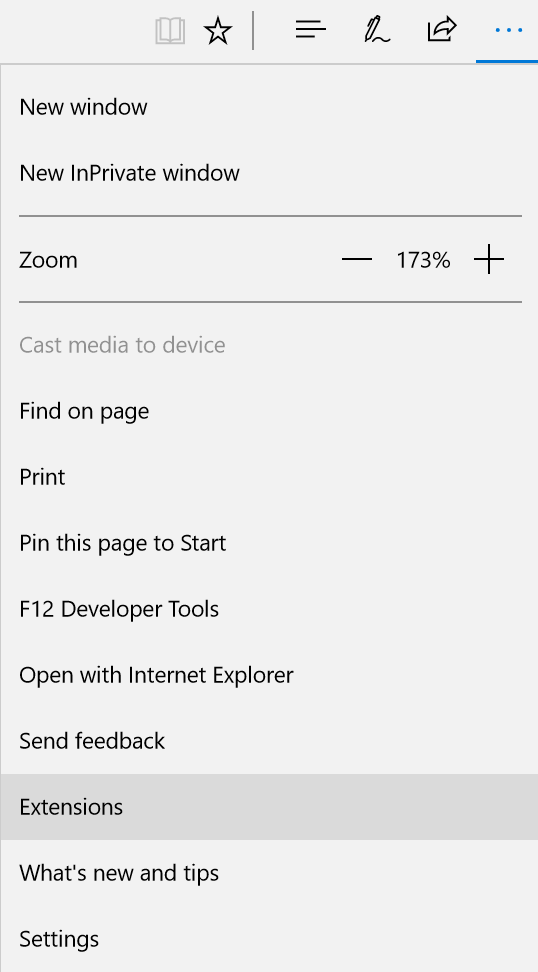 New window
New InPrivate window
Zoom 173%
Cast media to device
Find on page
Print
Pin this page to Start
F12 Developer Tools
Open with Internet Explorer
Send feedback
Extensions
What's new and tips
Settings